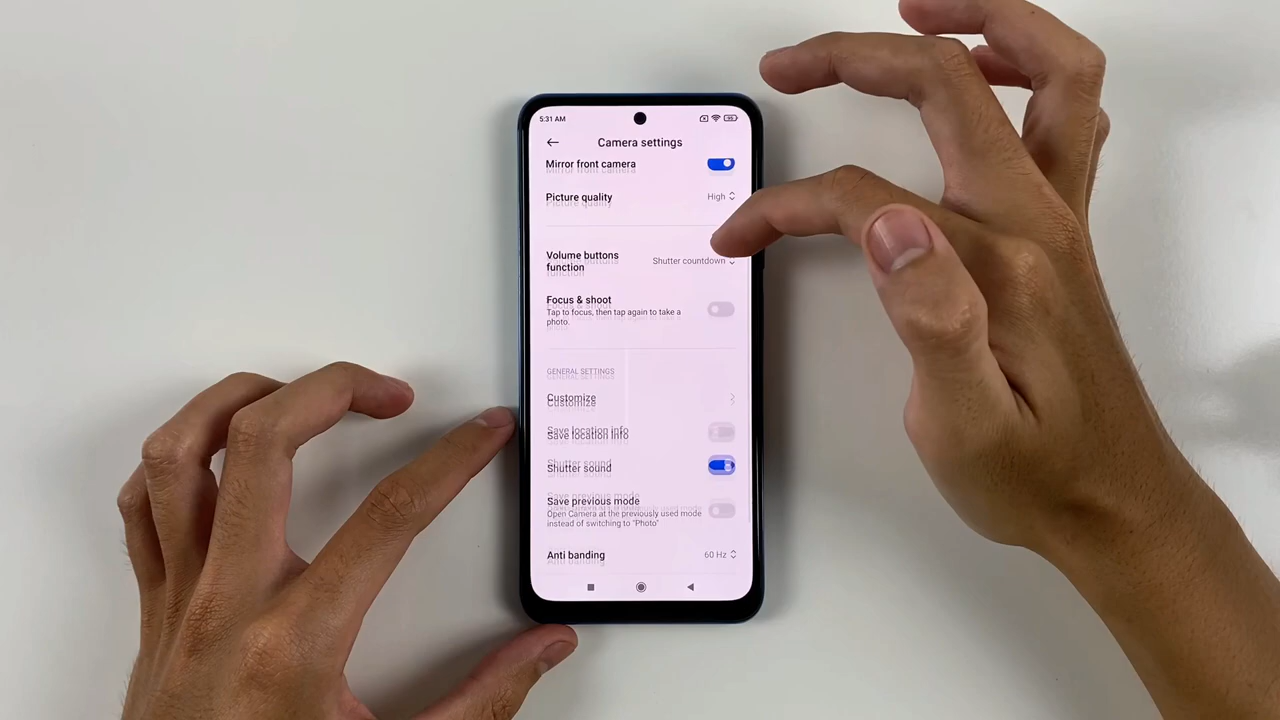 5:31 AM
95
Camera settings
Mirror front camera
Picture quality
High
Volume buttons
function
Shutter countdown
Focus & shoot
Tap to focus, then tap again to take a
photo.
GENERAL SETTINGS
Customize
Save location info
Shutter sound
Save previous mode
Open Camera at the previously used mode
instead of switching to "Photo"
Anti banding
60 Hz